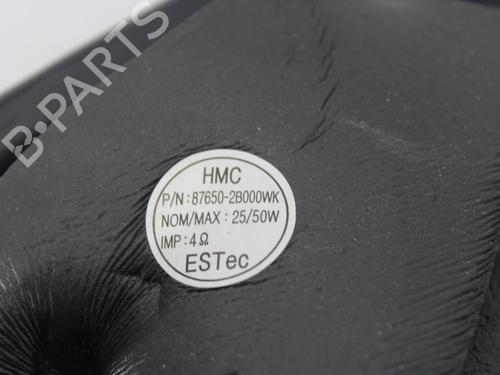 B-PARTS
HMC
P/N:87650-2B000WK
NOM/MAX : 25/50W
IMP:4Ω
ESTec